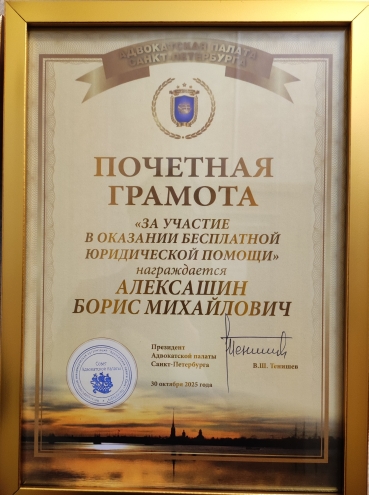 АДВОКАТСКАЯ ПАЛАТА
САНКТ-ПЕТЕРБУРГА
ПОЧЕТНАЯ
ГРАМОТА
«ЗА УЧАСТИЕ
В ОКАЗАНИИ БЕСПЛАТНОЙ
ЮРИДИЧЕСКОЙ ПОМОЩИ»
награждается
АЛЕКСАШИН
БОРИС МИХАЙЛОВИЧ
Президент
Адвокатской палаты
Санкт-Петербурга
В.Ш. Тенишев
30 октября 2025 года